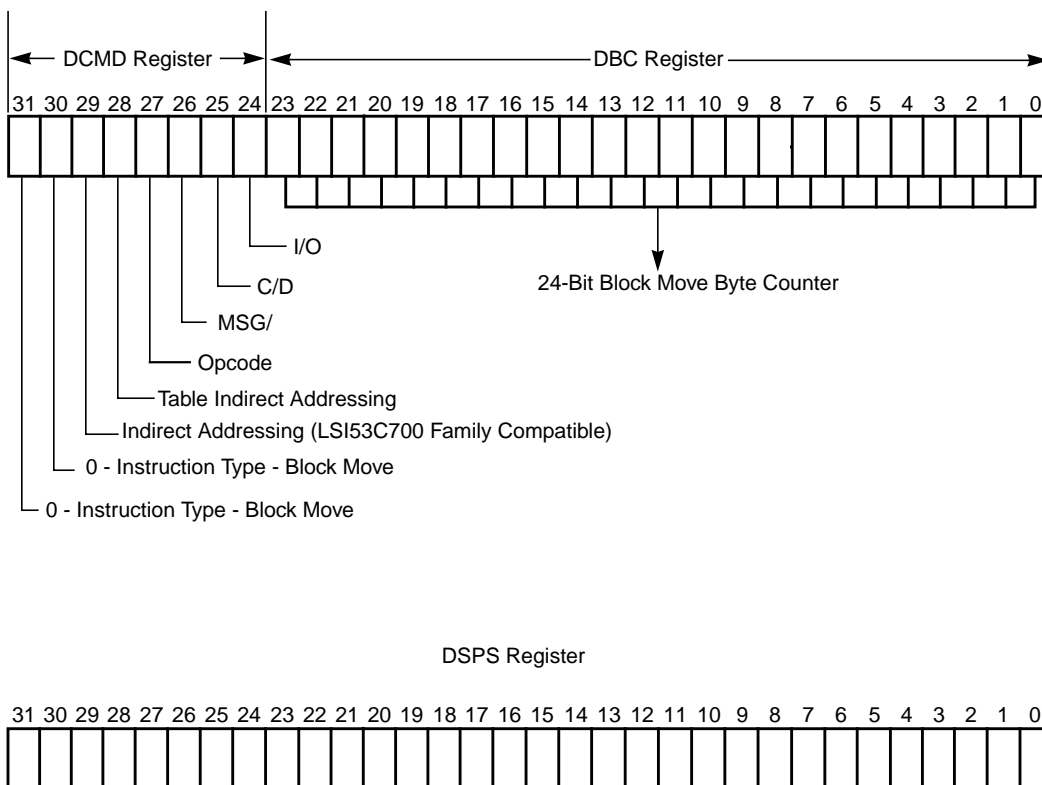 DCMD Register DBC Register
31 30 29 28 27 26 25 24 23 22 21 20 19 18 17 16 15 14 13 12 11 10 9 8 7 6 5 4 3 2 1 0
I/O
C/D
24-Bit Block Move Byte Counter
MSG/
Opcode
Table Indirect Addressing
Indirect Addressing (LSI53C700 Family Compatible)
0 - Instruction Type - Block Move
0 - Instruction Type - Block Move
DSPS Register
31 30 29 28 27 26 25 24 23 22 21 20 19 18 17 16 15 14 13 12 11 10 9 8 7 6 5 4 3 2 1 0